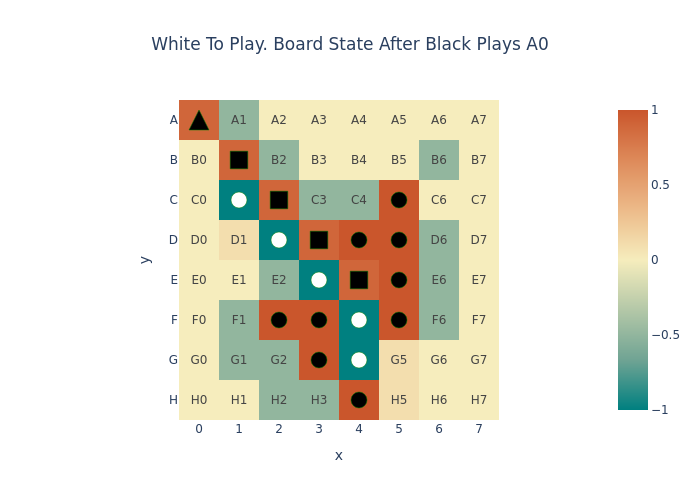 White To Play. Board State After Black Plays A0
A A1 A2 A3 A4 A5 A6 A7
B B0 B2 B3 B4 B5 B6 B7
C C0 C3 C4 C6 C7
D D0 D1 D6 D7
E E0 E1 E2 E6 E7
F F0 F1 F6 F7
G G0 G1 G2 G5 G6 G7
H H0 H1 H2 H3 H5 H6 H7
0 1 2 3 4 5 6 7
x
y
1
0.5
0
−0.5
−1